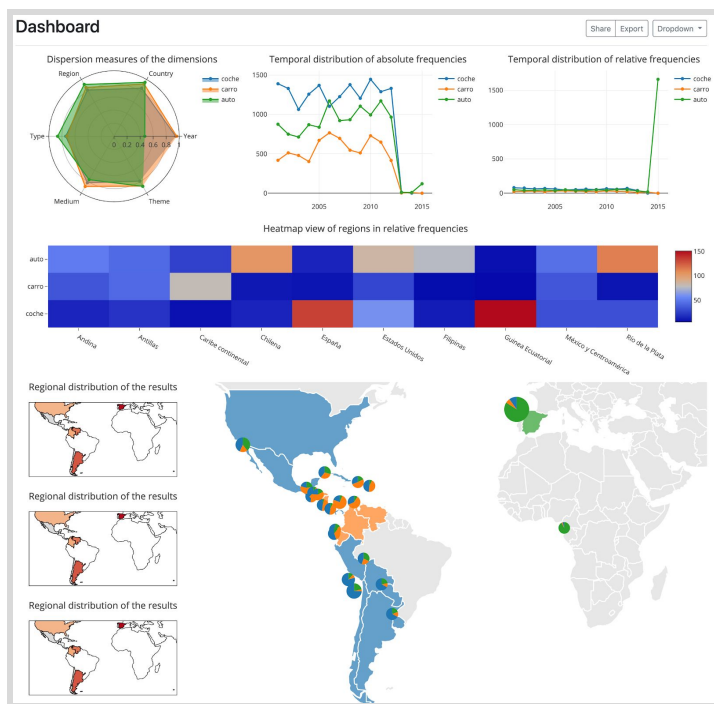 Dashboard
Share Export Dropdown
Dispersion measures of the dimensions
Region Country
Type Year
0 0.2 0.4 0.6 0.8 1
Medium Theme
coche
carro
auto
Temporal distribution of absolute frequencies
1500
1000
500
0
2005 2010 2015
coche
carro
auto
Temporal distribution of relative frequencies
1500
1000
500
0
2005 2010 2015
coche
carro
auto
Heatmap view of regions in relative frequencies
auto
carro
coche
Andina Antillas Caribe continental Chilena España Estados Unidos Filipinas Guinea Ecuatorial México y Centroamérica Río de la Plata
150
100
50
Regional distribution of the results
Regional distribution of the results
Regional distribution of the results